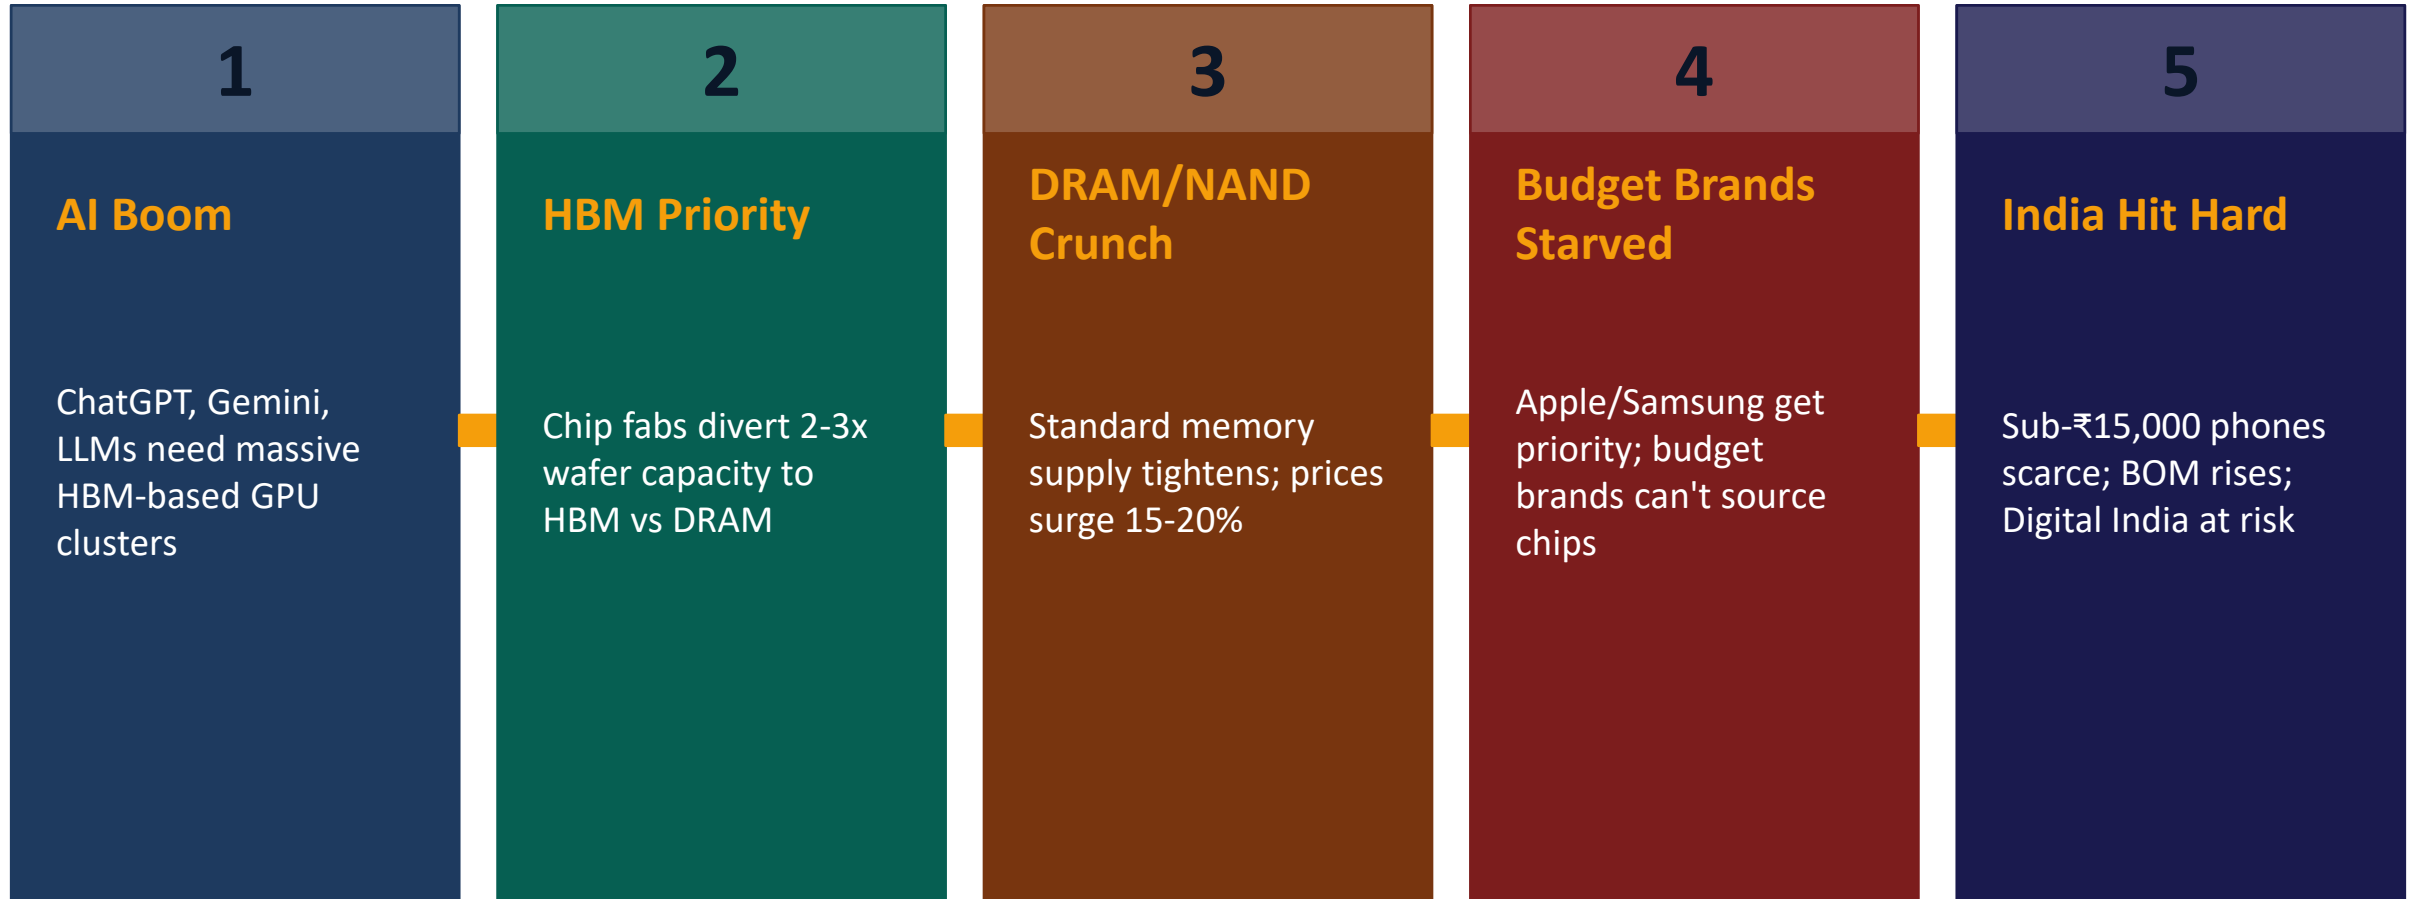 1
AI Boom
ChatGPT, Gemini,
LLMs need massive
HBM-based GPU
clusters
2
HBM Priority
Chip fabs divert 2-3x
wafer capacity to
HBM vs DRAM
3
DRAM/NAND
Crunch
Standard memory
supply tightens; prices
surge 15-20%
4
Budget Brands
Starved
Apple/Samsung get
priority; budget
brands can't source
chips
5
India Hit Hard
Sub-₹15,000 phones
scarce; BOM rises;
Digital India at risk